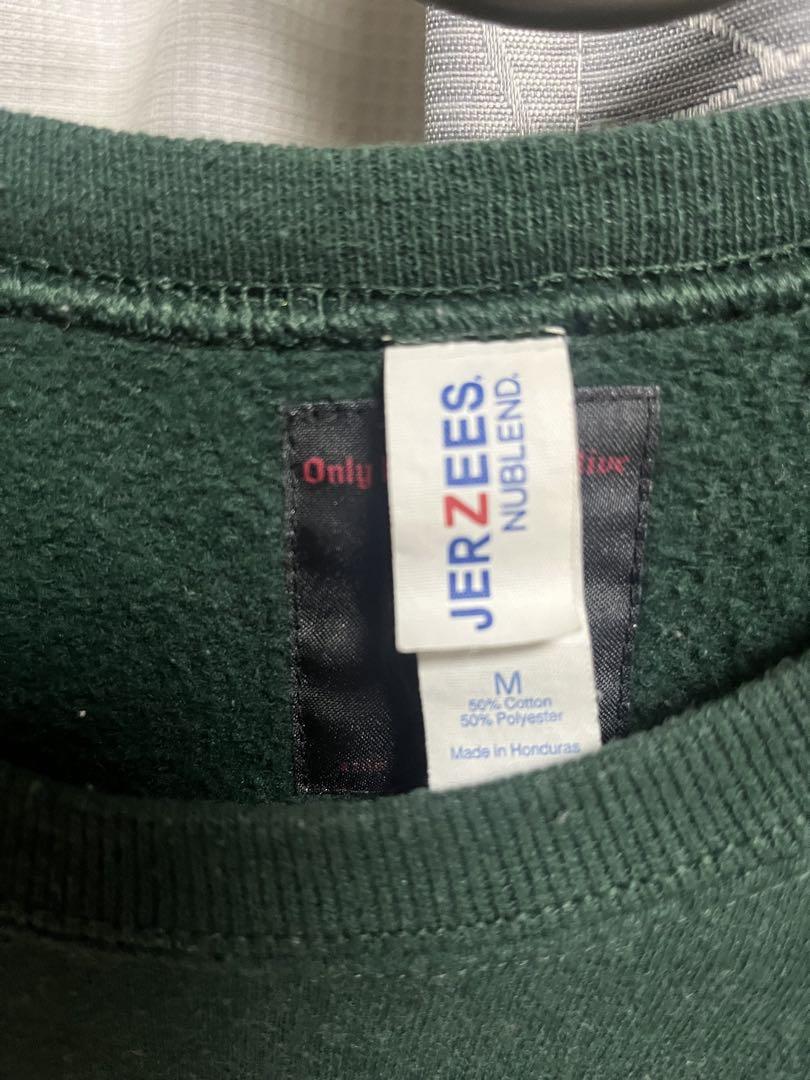 Only
JERZEES.
NUBLEND.
M
50% Cotton
50% Polyester
Made in Honduras